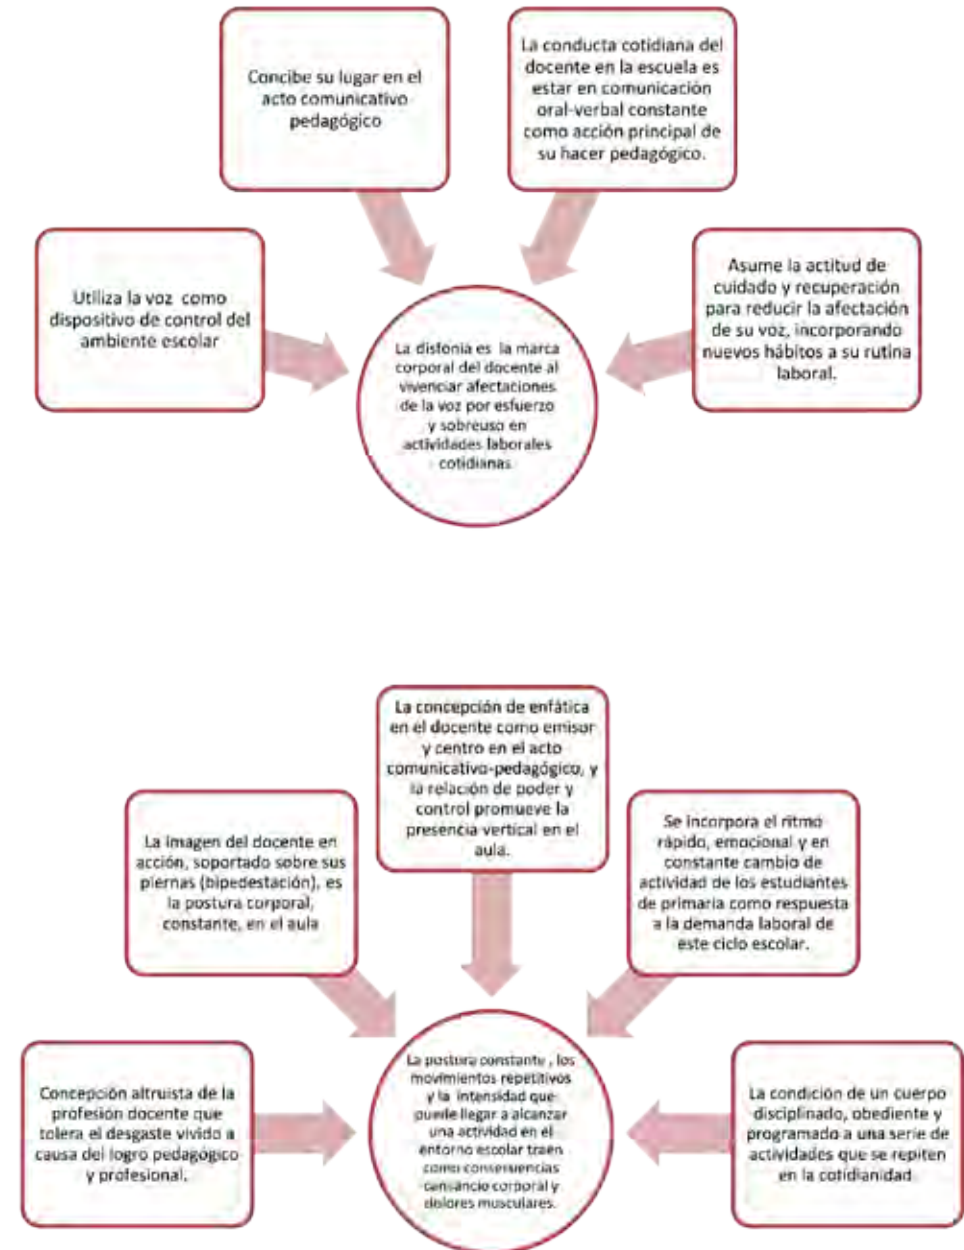 Concibe su lugar en el
acto comunicativo
pedagógico
La conducta cotidiana del
docente en la escuela es
estar en comunicación
oral-verbal constante
como acción principal de
su hacer pedagógico.
Utiliza la voz como
dispositivo de control del
ambiente escolar
Asume la actitud de
cuidado y recuperación
para reducir la afectación
de su voz, incorporando
nuevos hábitos a su rutina
laboral.
La disfonía es la marca
corporal del docente al
vivenciar afectaciones
de la voz por esfuerzo
y sobreuso en
actividades laborales
cotidianas.
La concepción de enfática
en el docente como emisor
y centro en el acto
comunicativo-pedagógico, y
la relación de poder y
control promueve la
presencia vertical en el
aula.
La imagen del docente en
acción, soportado sobre sus
piernas (bipedestación), es
la postura corporal,
constante, en el aula
Se incorpora el ritmo
rápido, emocional y en
constante cambio de
actividad de los estudiantes
de primaria como respuesta
a la demanda laboral de
este ciclo escolar.
Concepción altruista de la
profesión docente que
tolera el desgaste vivido a
causa del logro pedagógico
y profesional.
La postura constante , los
movimientos repetitivos
y la intensidad que
puede llegar a alcanzar
una actividad en el
entorno escolar traen
como consecuencias
cansancio corporal y
dolores musculares.
La condición de un cuerpo
disciplinado, obediente y
programado a una serie de
actividades que se repiten
en la cotidianidad.